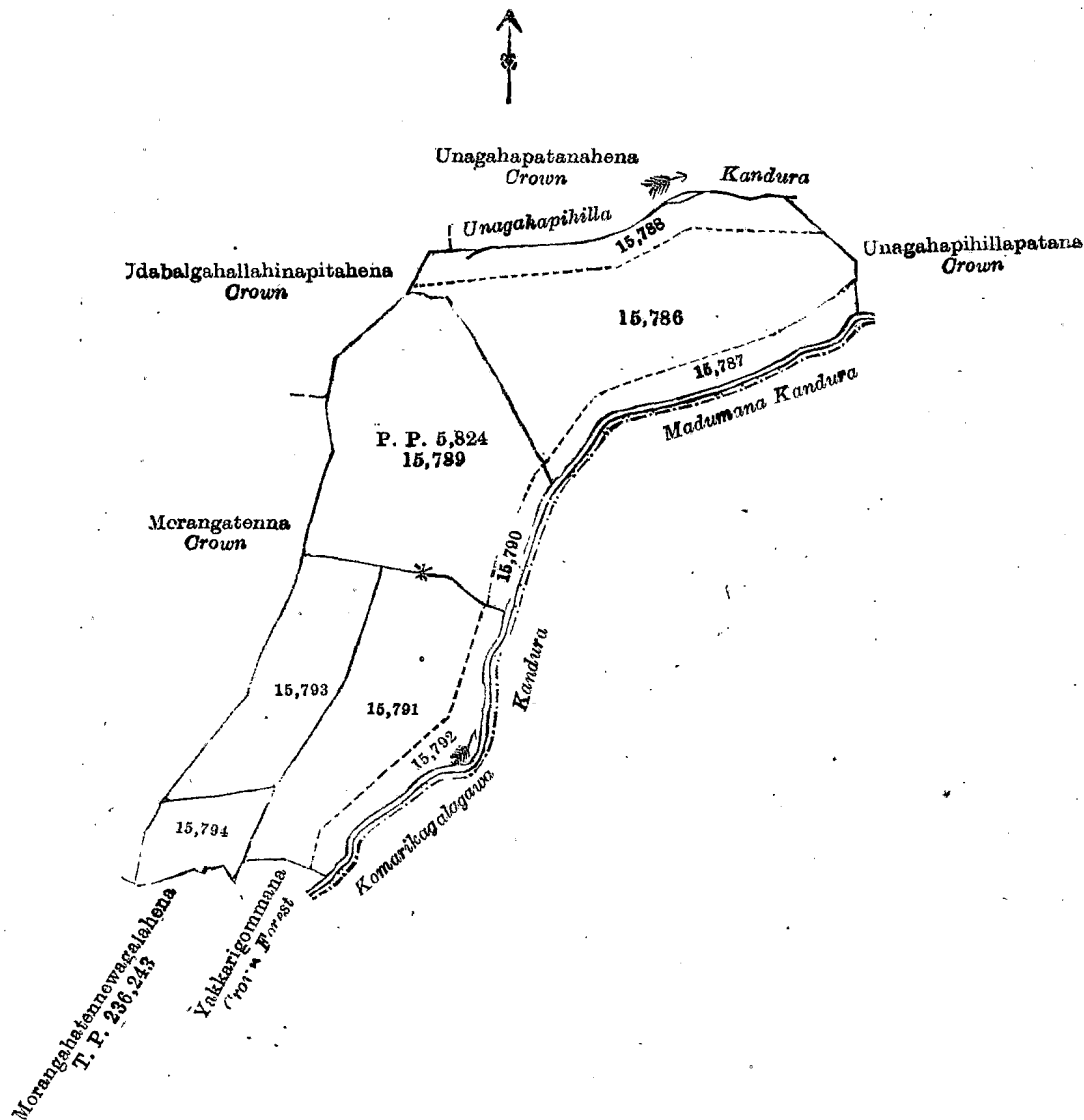 Unagahapatanahena
Crown
Kandura
Unagahapihilla
15,788
Unagahapihillapatana
Crown
Idabalgahallahinapitahena
Crown
15,786
15,787
Madumana Kandura
P. P. 5,824
15,789
Morangatenna
Crown
15,790
Kandura
15,793
15,791
15,792
Komarikagalagawa
15,794
Yakkarigommana
Crown Forest
Morangahatennewagalahena
T. P. 236,243